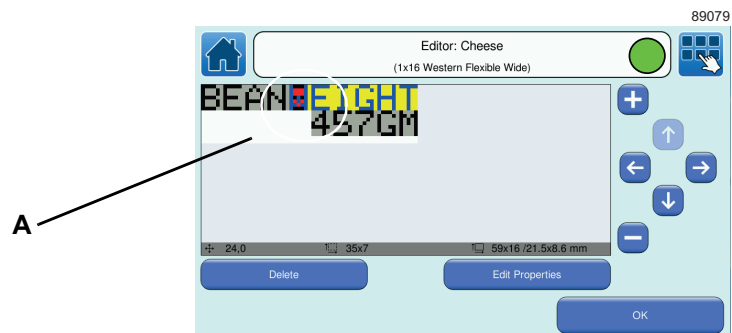 89079
Editor: Cheese
(1x16 Western Flexible Wide)
BEAN EIGHT
457GM
A
24,0 35x7 59x16 /21.5x8.6 mm
Delete Edit Properties
OK